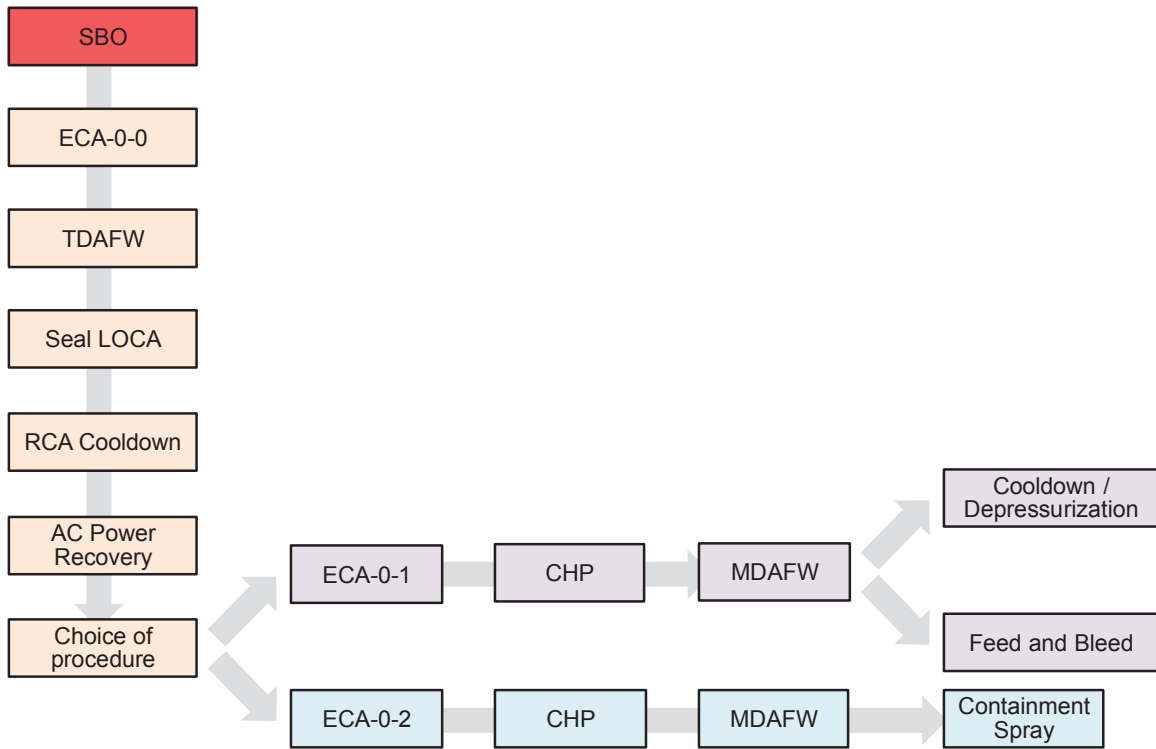 SBO
ECA-0-0
TDAFW
Seal LOCA
RCA Cooldown
AC Power
Recovery
Choice of
procedure
ECA-0-1
CHP
MDAFW
Cooldown /
Depressurization
Feed and Bleed
ECA-0-2
CHP
MDAFW
Containment
Spray